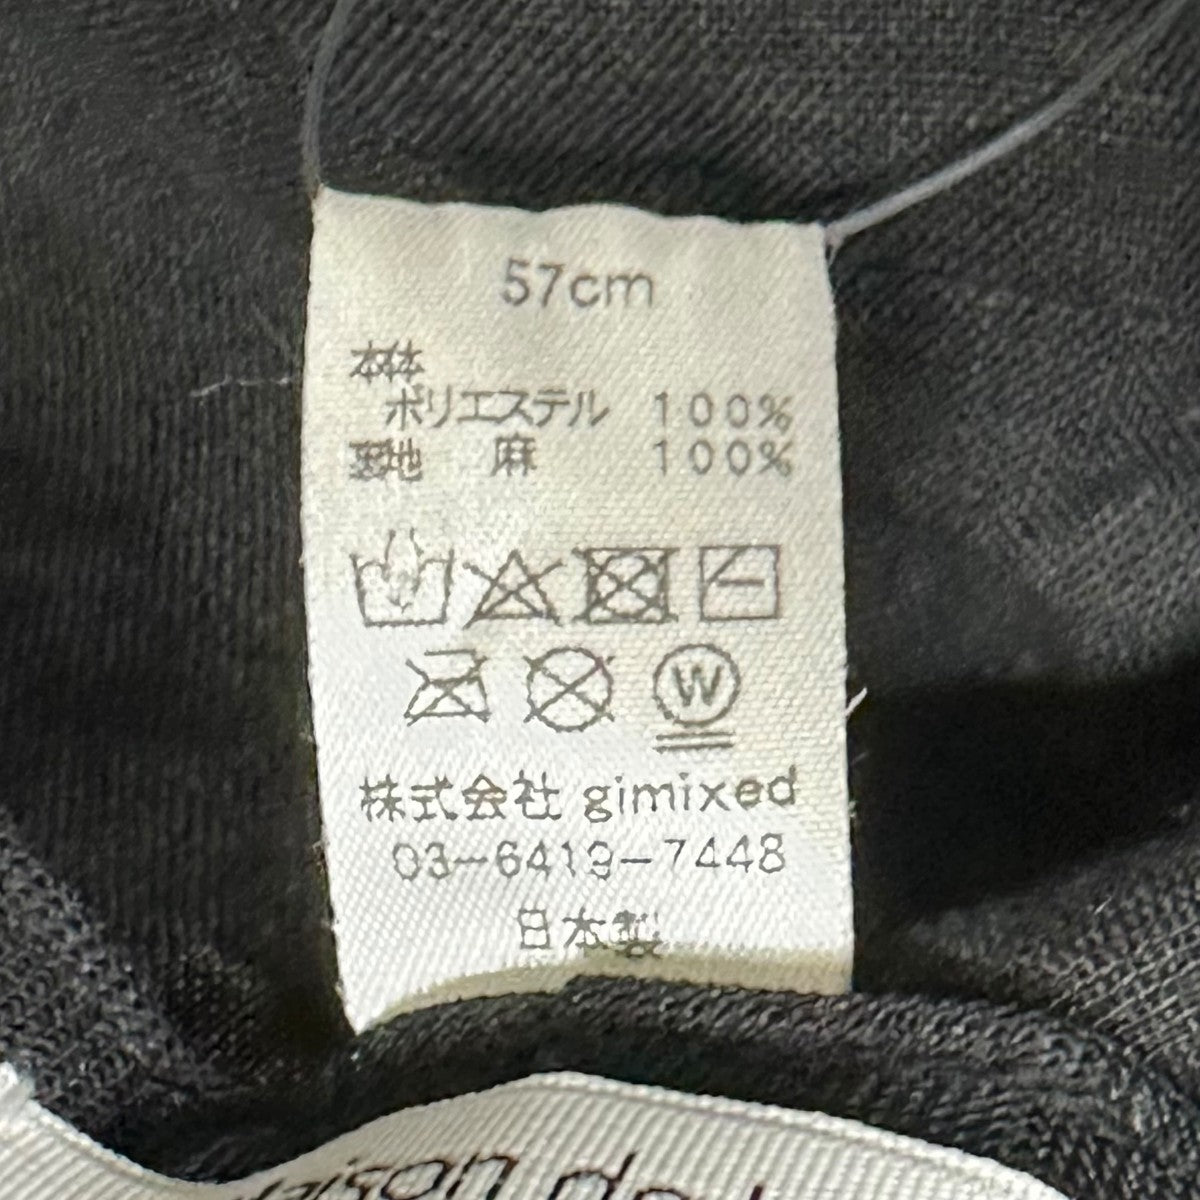 57cm
本体
ポリエステル 100%
裏地 麻 100%
W
株式会社 gimixed
03-6419-7448
日本製